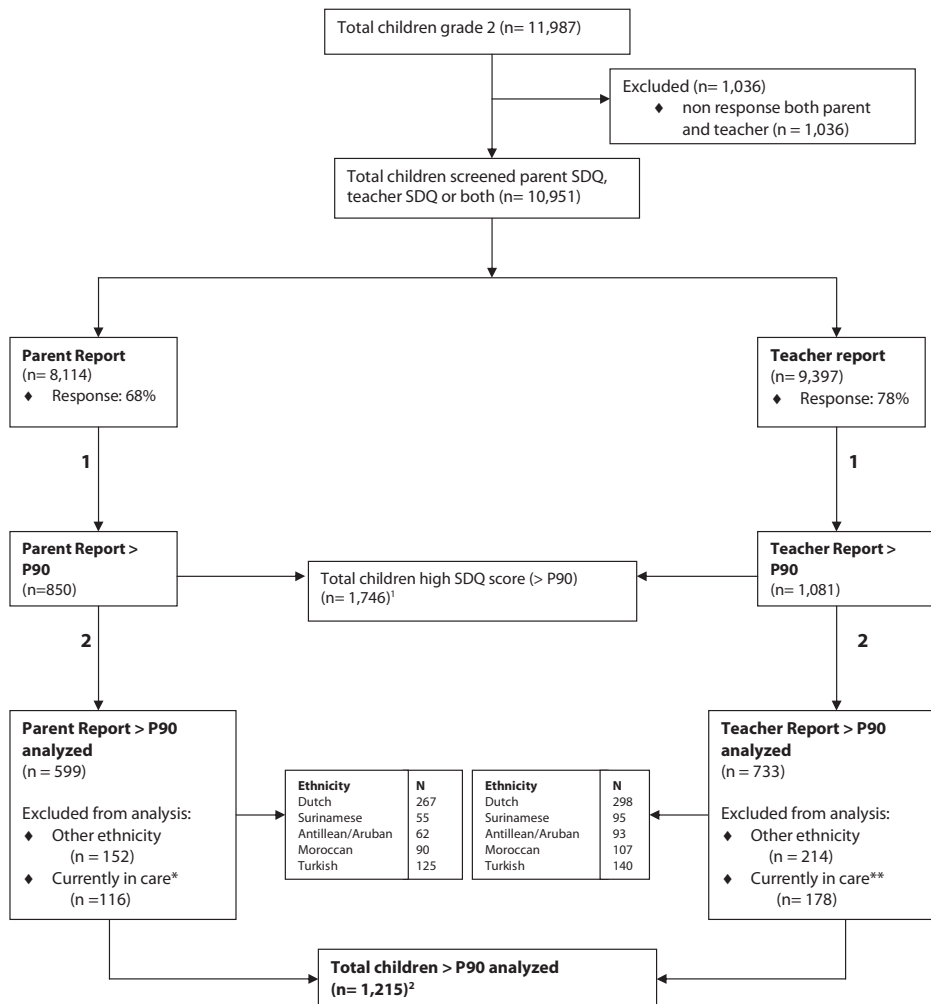 Total children grade 2 (n= 11,987)
Excluded (n= 1,036)
♦ non response both parent
and teacher (n = 1,036)
Total children screened parent SDQ,
teacher SDQ or both (n= 10,951)
Parent Report
(n= 8,114)
♦ Response: 68%
Teacher report
(n= 9,397)
♦ Response: 78%
1
1
Parent Report >
P90
(n=850)
Total children high SDQ score (> P90)
(n= 1,746)¹
Teacher Report >
P90
(n= 1,081)
2
2
Parent Report > P90
analyzed
(n = 599)
Excluded from analysis:
♦ Other ethnicity
(n = 152)
♦ Currently in care*
(n =116)
Ethnicity N
Dutch 267
Surinamese 55
Antillean/Aruban 62
Moroccan 90
Turkish 125
Ethnicity N
Dutch 298
Surinamese 95
Antillean/Aruban 93
Moroccan 107
Turkish 140
Teacher Report > P90
analyzed
(n = 733)
Excluded from analysis:
♦ Other ethnicity
(n = 214)
♦ Currently in care**
(n= 178)
Total children > P90 analyzed
(n= 1,215)²